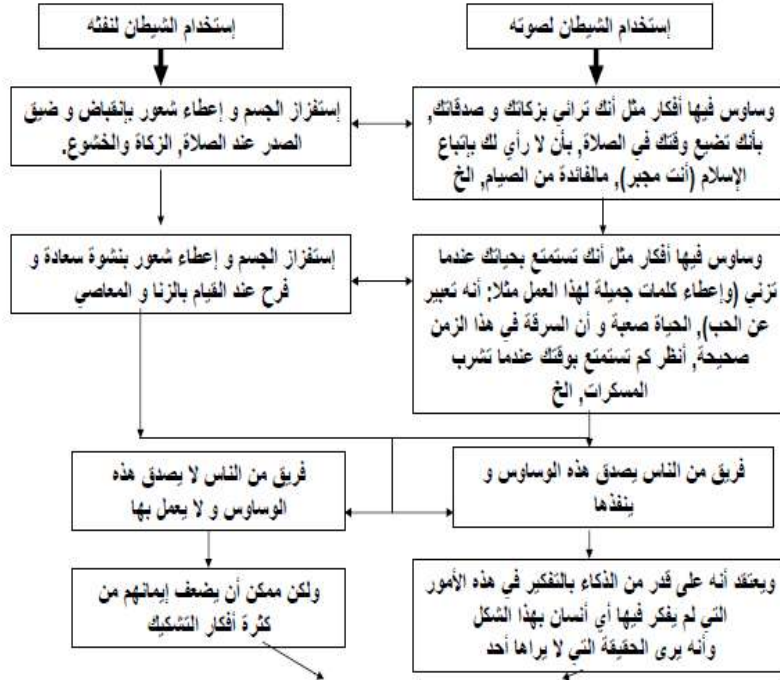 إستخدام الشيطان لصوته
إستخدام الشيطان لنفثه
وساوس فيها أفكار مثل أنك ترائي بزكاتك و صدقاتك,
بأنك تضيع وقتك في الصلاة, بأن لا رأي لك بإتباع
الإسلام (أنت مجبر), مالفائدة من الصيام, الخ
إستفزاز الجسم و إعطاء شعور بإنقباض و ضيق
الصدر عند الصلاة, الزكاة والخشوع.
وساوس فيها أفكار مثل أنك تستمتع بحياتك عندما
تزني (وإعطاء كلمات جميلة لهذا العمل مثلا: أنه تعبير
عن الحب), الحياة صعبة و أن السرقة في هذا الزمن
صحيحة, أنظر كم تستمتع بوقتك عندما تشرب
المسكرات, الخ
إستفزاز الجسم و إعطاء شعور بنشوة سعادة و
فرح عند القيام بالزنا و المعاصي
فريق من الناس يصدق هذه الوساوس و
ينفذها
فريق من الناس لا يصدق هذه
الوساوس و لا يعمل بها
ويعتقد أنه على قدر من الذكاء بالتفكير في هذه الأمور
التي لم يفكر فيها أي أنسان بهذا الشكل
وأنه يرى الحقيقة التي لا يراها أحد
ولكن ممكن أن يضعف إيمانهم من
كثرة أفكار التشكيك